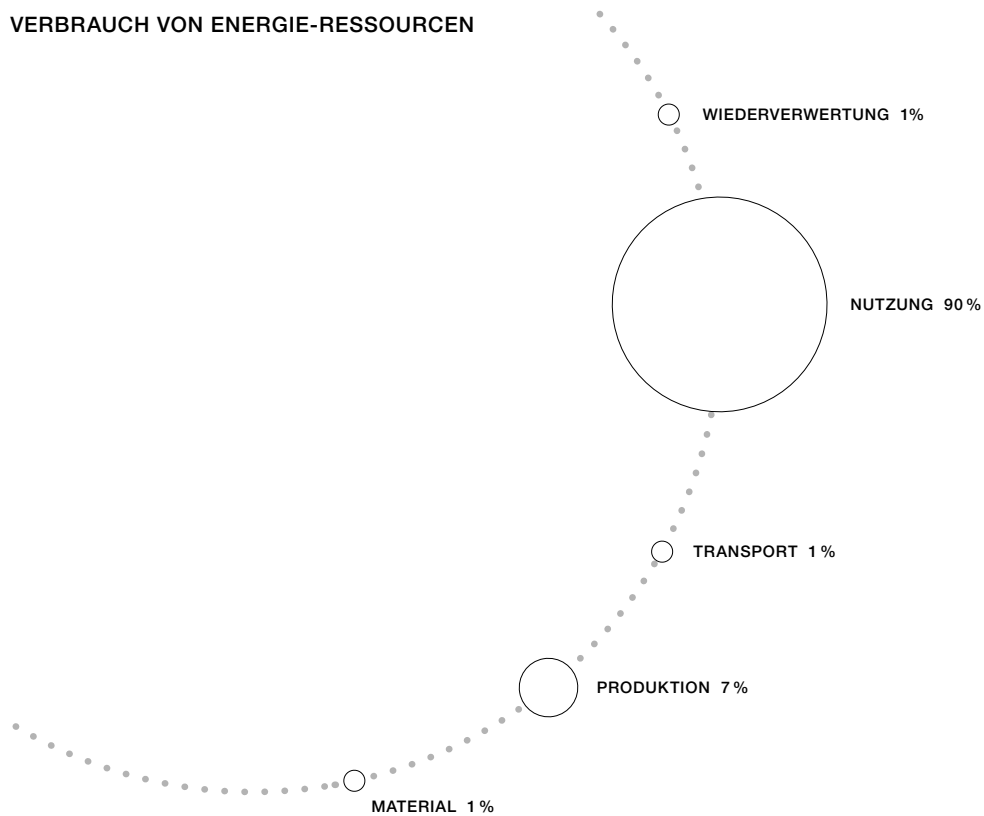 VERBRAUCH VON ENERGIE-RESSOURCEN
WIEDERVERWERTUNG 1%
NUTZUNG 90 %
TRANSPORT 1 %
PRODUKTION 7 %
MATERIAL 1 %